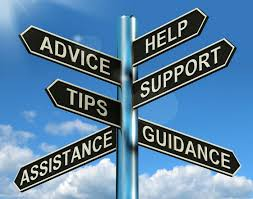 HELP
ADVICE
SUPPORT
TIPS
ASSISTANCE
GUIDANCE